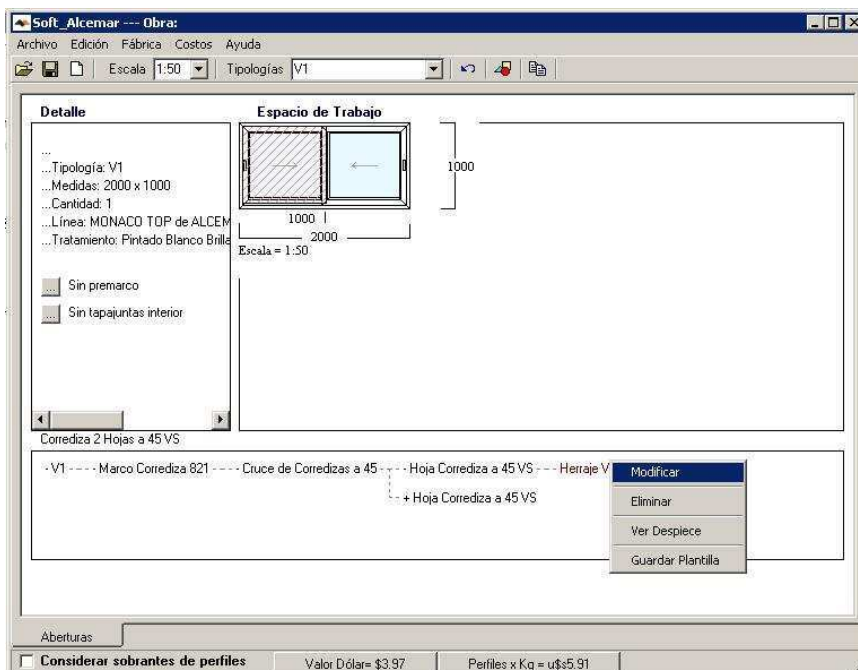 Soft_Alcemar --- Obra:
Archivo Edición Fábrica Costos Ayuda
Escala 1:50 Tipologías V1
Detalle
Espacio de Trabajo
...
...Tipología: V1
...Medidas: 2000 x 1000
...Cantidad: 1
...Línea: MONACO TOP de ALCEM
...Tratamiento: Pintado Blanco Brilla
... Sin premarco
... Sin tapajuntas interior
1000
1000
2000
Escala = 1:50
Corrediza 2 Hojas a 45 VS
- V1 - - - - Marco Corrediza 821 - - - - Cruce de Corredizas a 45 - - - - Hoja Corrediza a 45 VS - - - Herraje V
+ Hoja Corrediza a 45 VS
Modificar
Eliminar
Ver Despiece
Guardar Plantilla
Aberturas
Considerar sobrantes de perfiles Valor Dólar= $3.97 Perfiles x Kg = u$s5.91